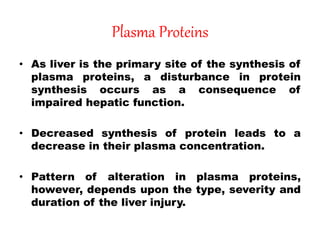 Plasma Proteins
• As liver is the primary site of the synthesis of
plasma proteins, a disturbance in protein
synthesis occurs as a consequence of
impaired hepatic function.
• Decreased synthesis of protein leads to a
decrease in their plasma concentration.
• Pattern of alteration in plasma proteins,
however, depends upon the type, severity and
duration of the liver injury.